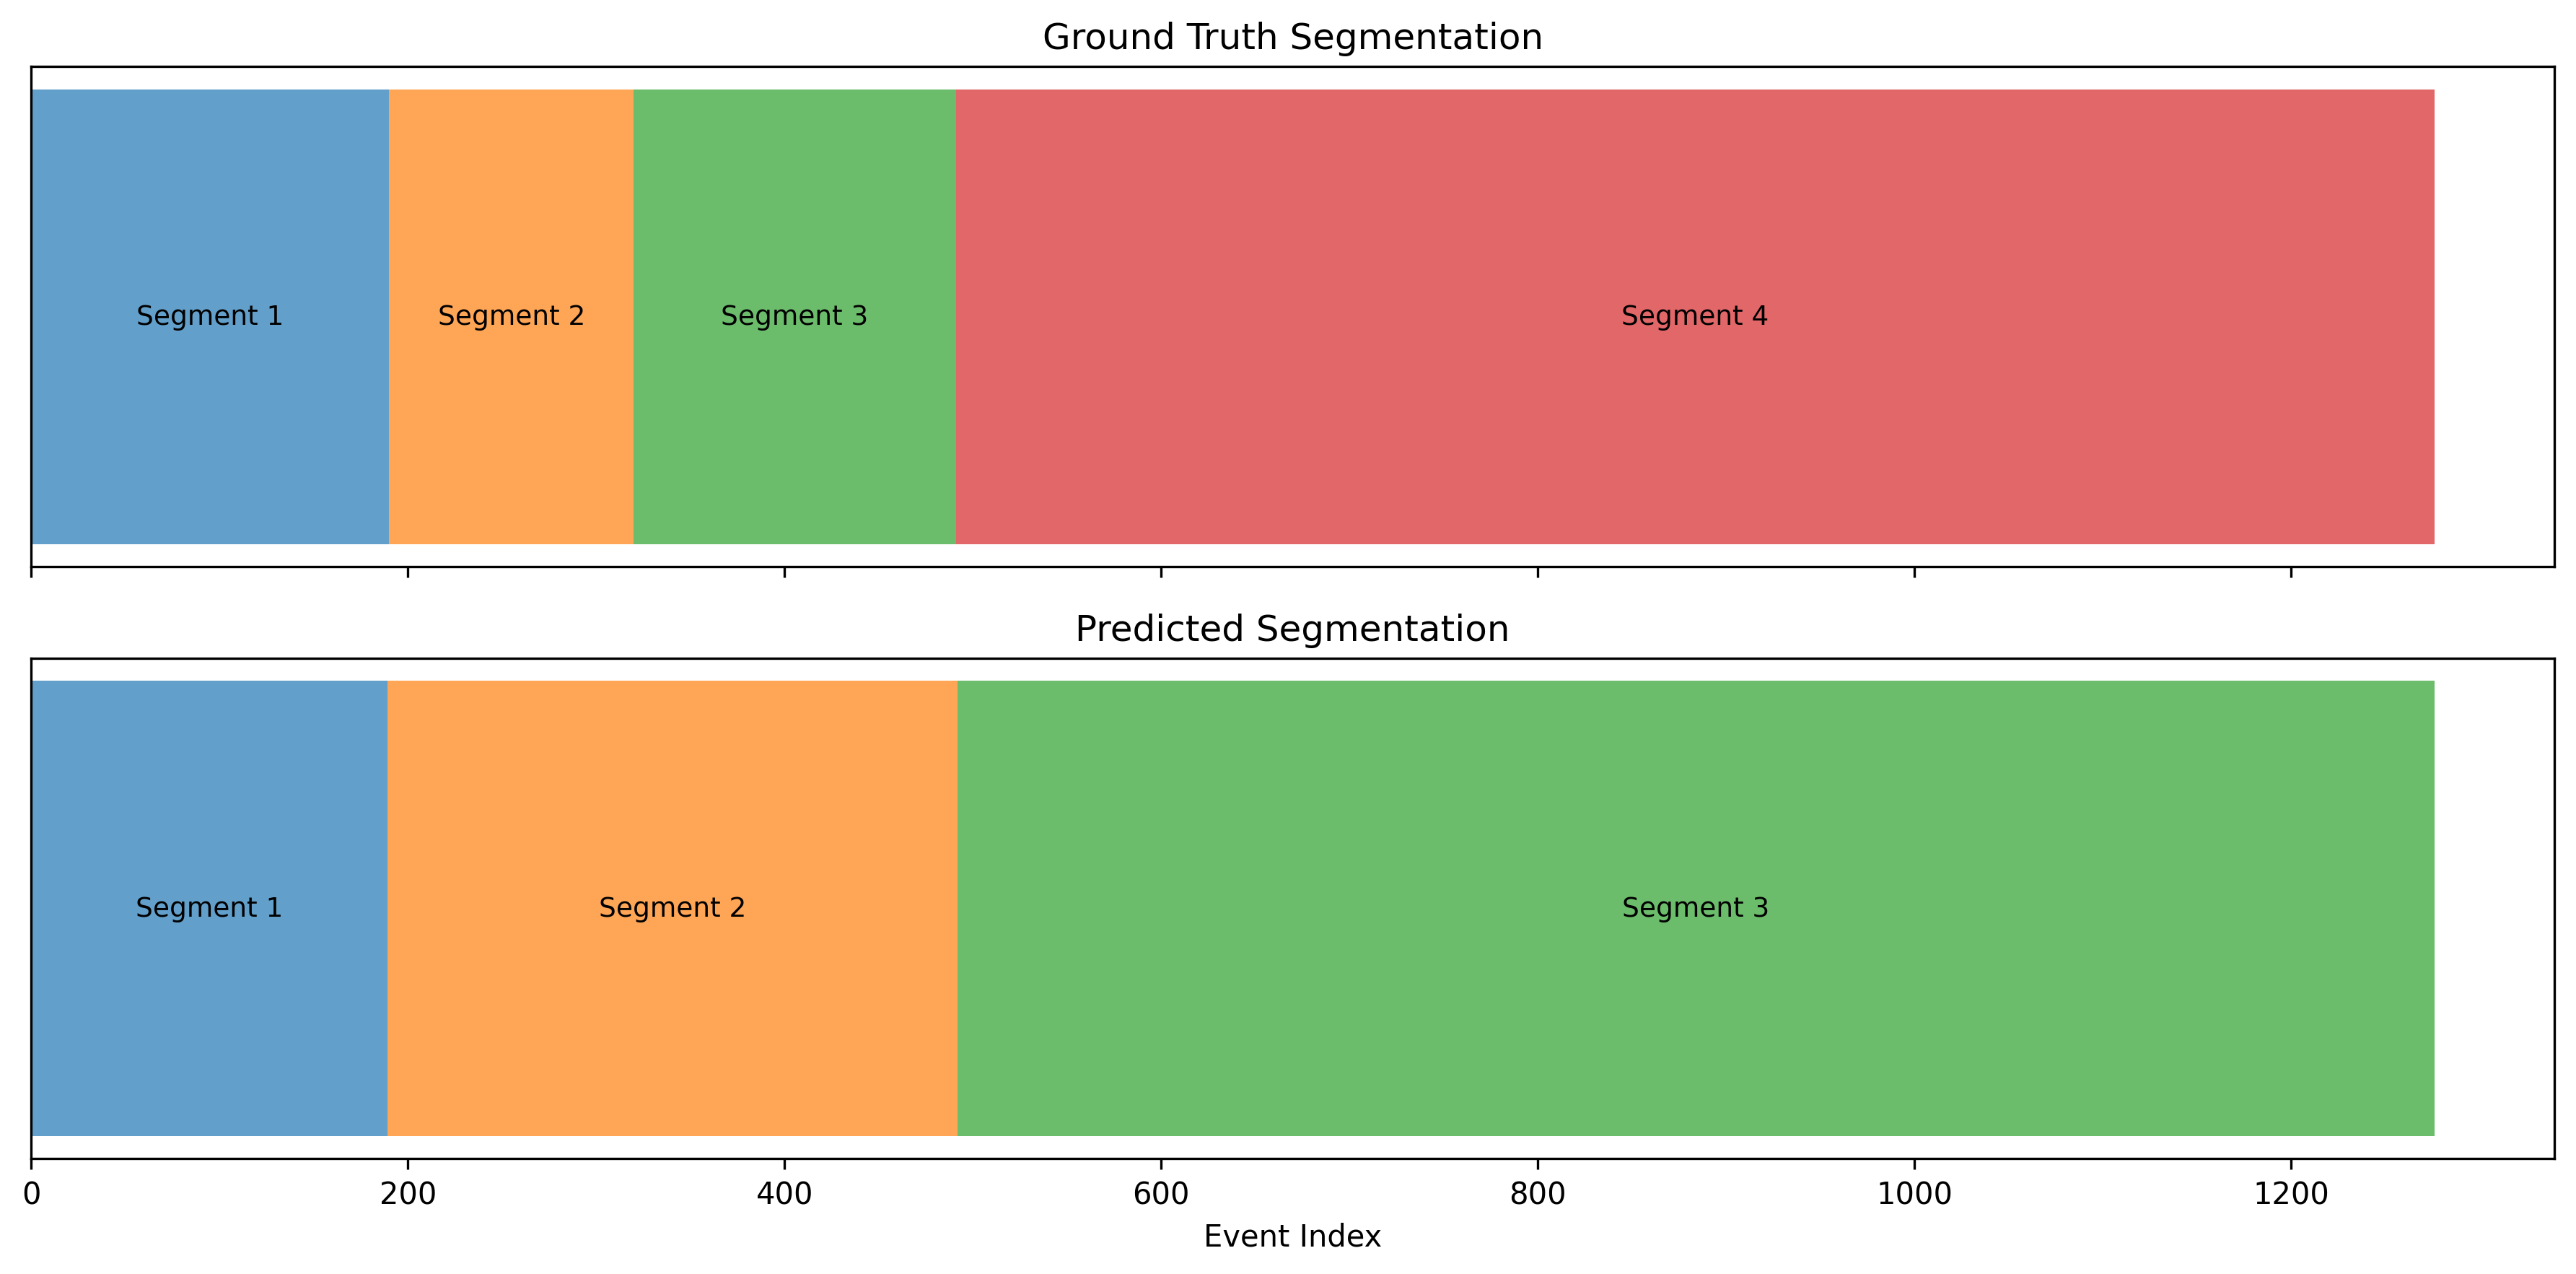 Ground Truth Segmentation
Segment 1 Segment 2 Segment 3 Segment 4
Predicted Segmentation
Segment 1 Segment 2 Segment 3
0 200 400 600 800 1000 1200
Event Index